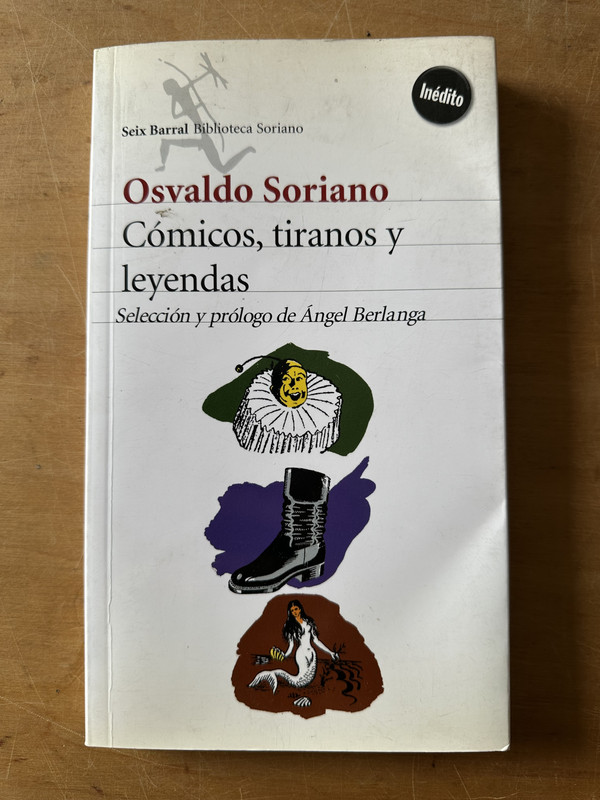 Inédito
Seix Barral Biblioteca Soriano
Osvaldo Soriano
Cómicos, tiranos y
leyendas
Selección y prólogo de Ángel Berlanga